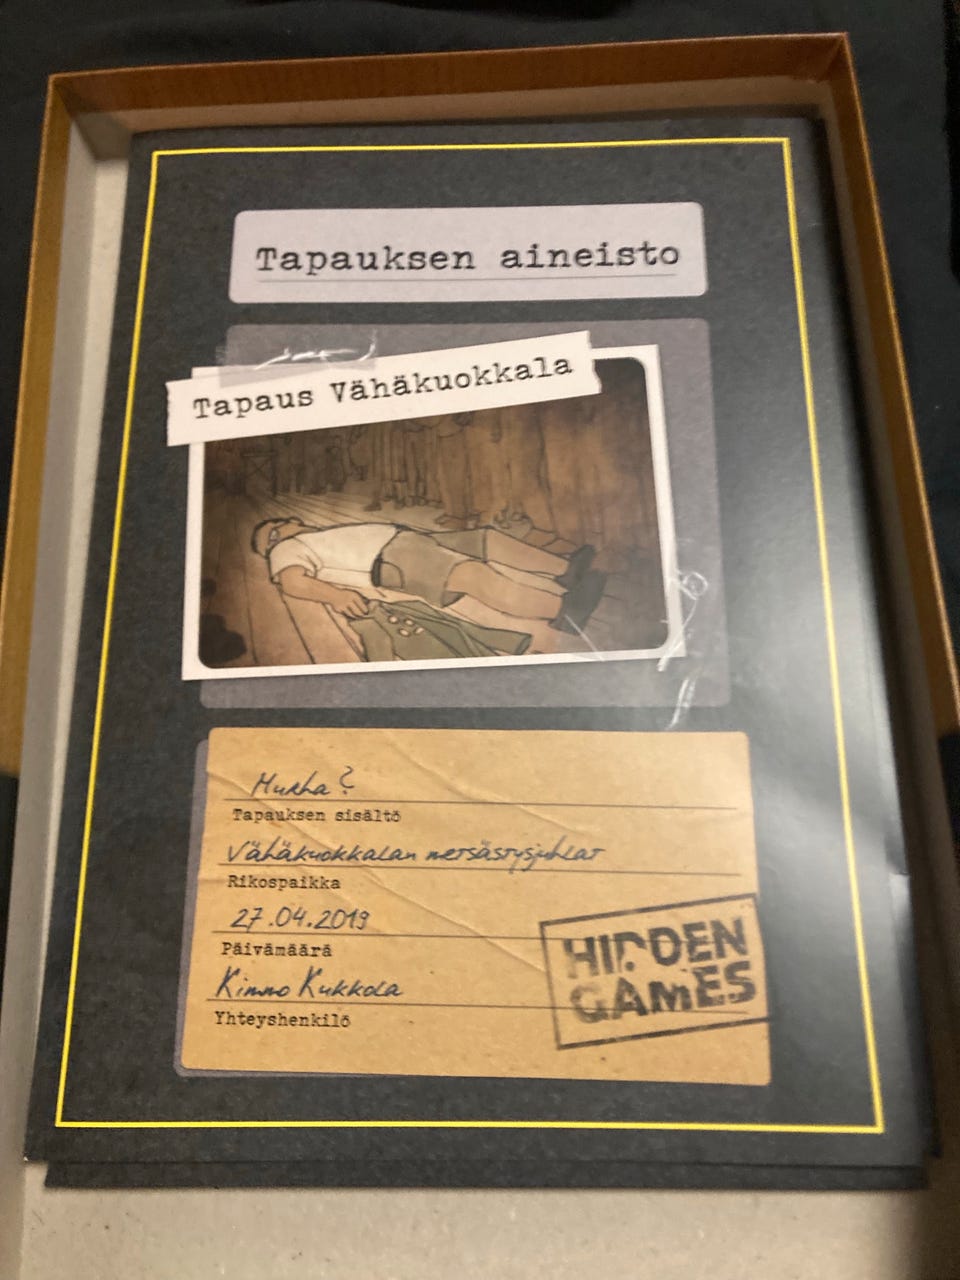 Tapauksen aineisto
Tapaus Vähäkuokkala
Murha?
Tapauksen sisältö
Vähäkuokkalan metsästysjuhlat
Rikospaikka
27.04.2019
Päivämäärä
Kimmo Kukkola
Yhteyshenkilö
HIDDEN
GAMES